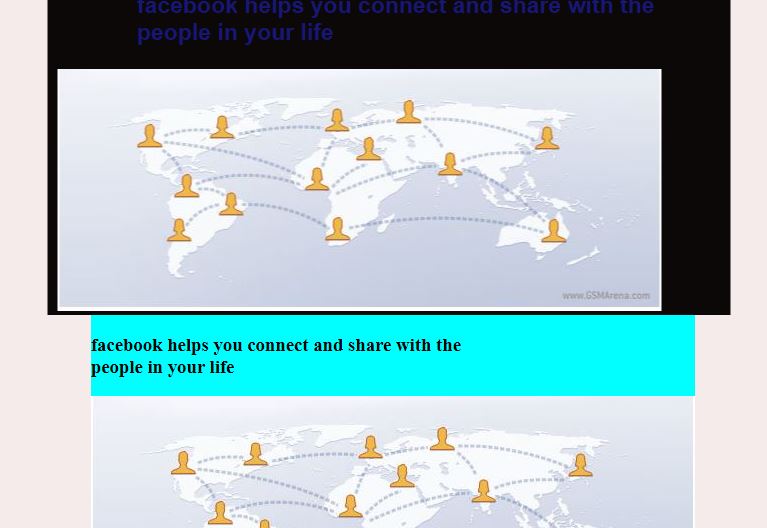 facebook helps you connect and share with the
people in your life
www.GSMArena.com
facebook helps you connect and share with the
people in your life